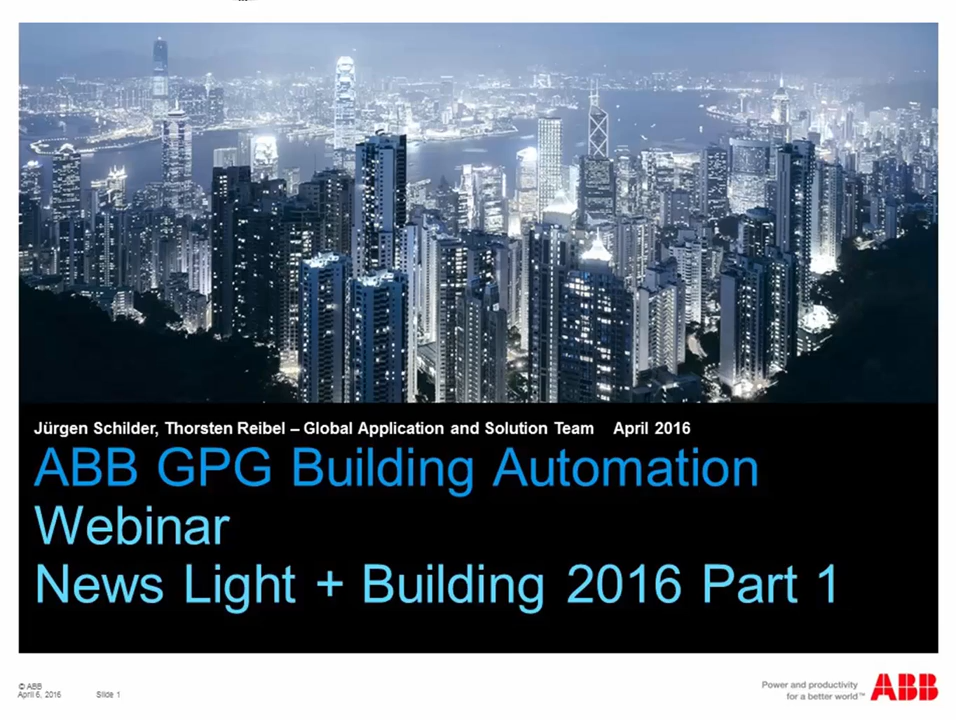 Jürgen Schilder, Thorsten Reibel – Global Application and Solution Team April 2016
ABB GPG Building Automation
Webinar
News Light + Building 2016 Part 1
© ABB
April 6, 2016 Slide 1
Power and productivity
for a better world™
ABB